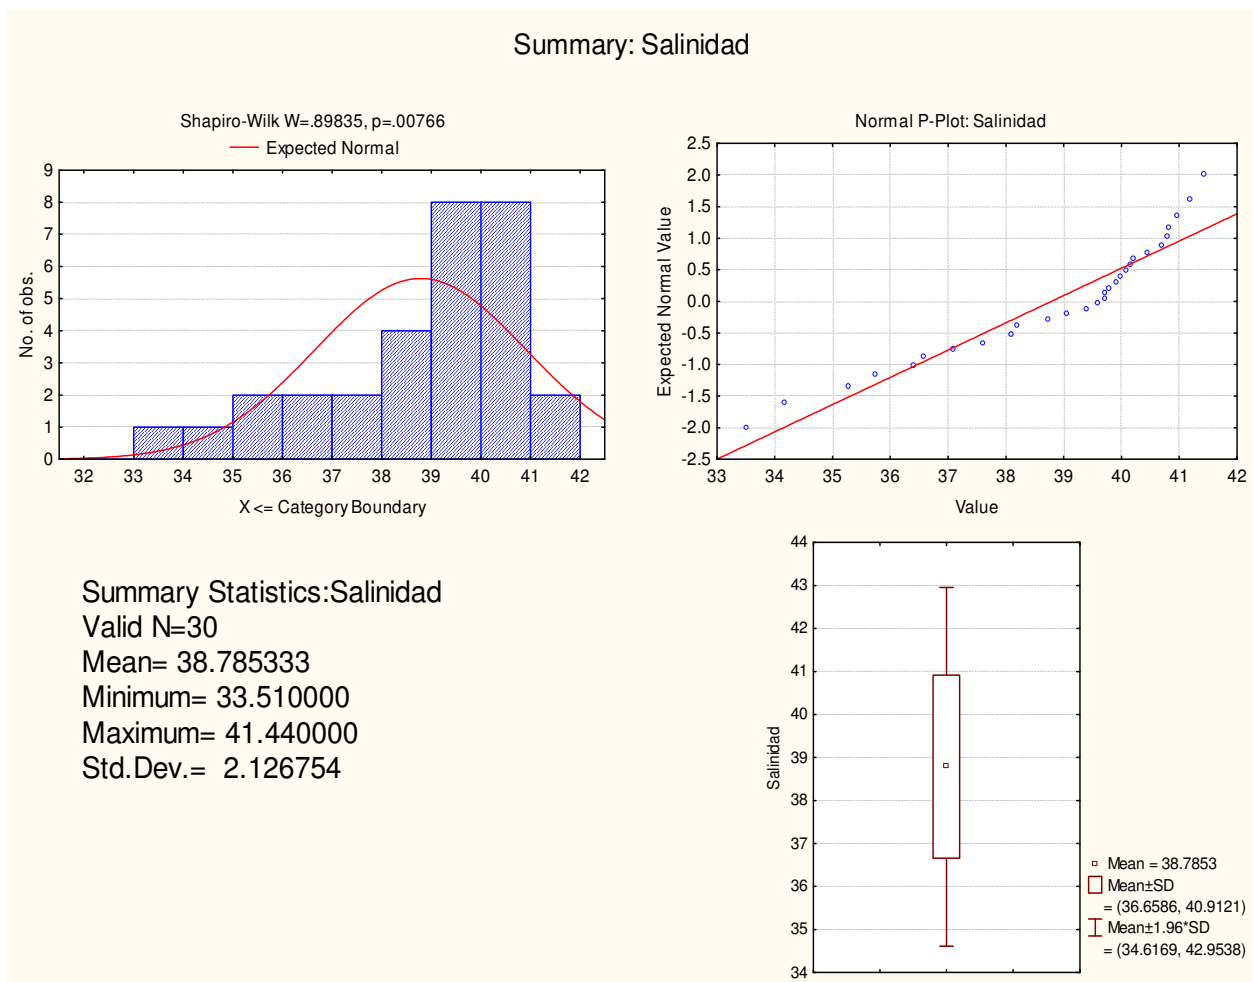 Summary: Salinidad
Shapiro-Wilk W=.89835, p=.00766
Expected Normal
9
8
7
6
5
4
3
2
1
0
No. of obs.
32 33 34 35 36 37 38 39 40 41 42
X <= Category Boundary
Normal P-Plot: Salinidad
2.5
2.0
1.5
1.0
0.5
0.0
-0.5
-1.0
-1.5
-2.0
-2.5
Expected Normal Value
33 34 35 36 37 38 39 40 41 42
Value
Summary Statistics:Salinidad
Valid N=30
Mean= 38.785333
Minimum= 33.510000
Maximum= 41.440000
Std.Dev.= 2.126754
44
43
42
41
40
39
38
37
36
35
34
Salinidad
Mean = 38.7853
Mean±SD
= (36.6586, 40.9121)
Mean±1.96*SD
= (34.6169, 42.9538)